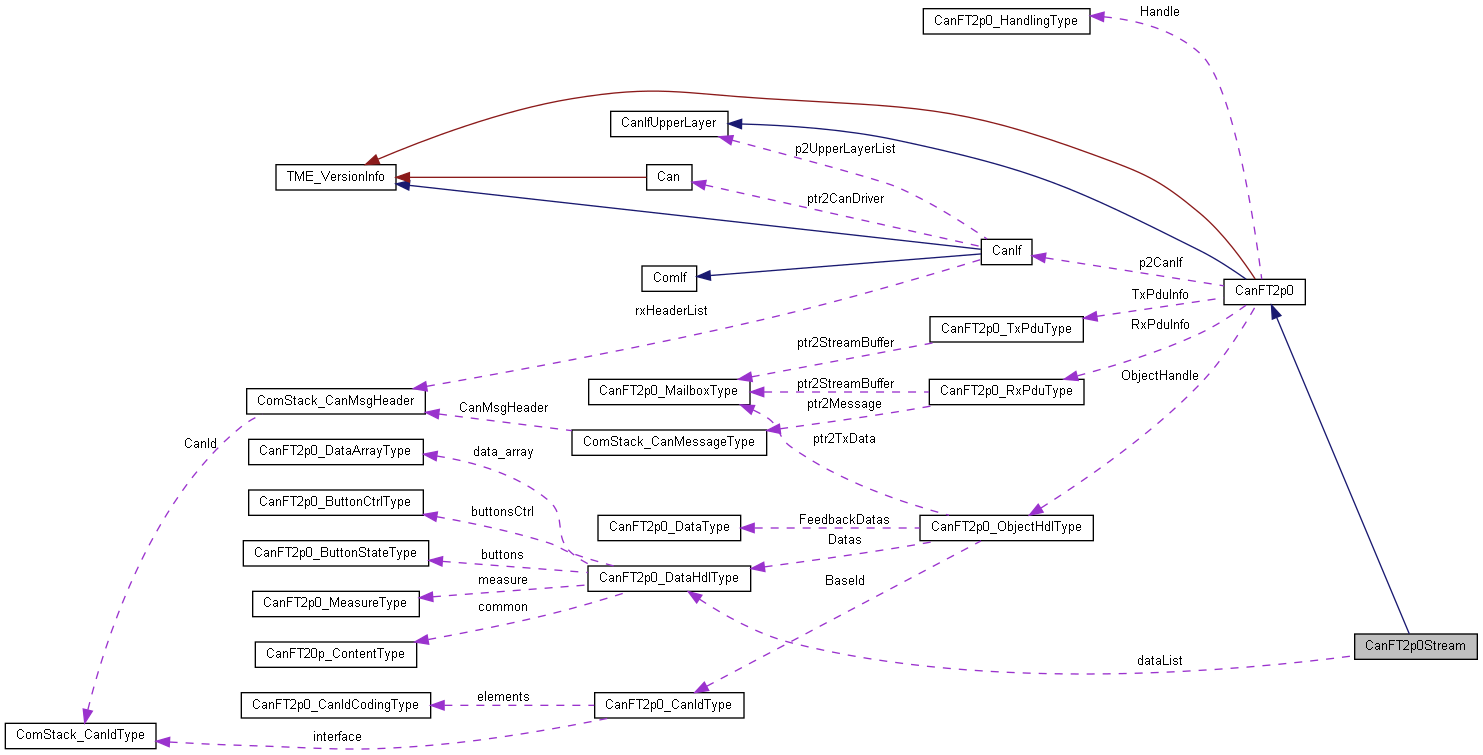 Handle
CanFT2p0_HandlingType
CanIfUpperLayer
p2UpperLayerList
TME_VersionInfo
Can
ptr2CanDriver
CanIf
p2CanIf
ComIf
CanFT2p0
TxPduInfo
rxHeaderList
RxPduInfo
CanFT2p0_TxPduType
ptr2StreamBuffer
ObjectHandle
CanFT2p0_MailboxType
ptr2StreamBuffer
CanFT2p0_RxPduType
ComStack_CanMsgHeader
CanMsgHeader
ptr2Message
CanId
ComStack_CanMessageType
ptr2TxData
CanFT2p0_DataArrayType
data_array
CanFT2p0_ButtonCtrlType
buttonsCtrl
CanFT2p0_DataType
FeedbackDatas
CanFT2p0_ObjectHdlType
Datas
CanFT2p0_ButtonStateType
buttons
CanFT2p0_DataHdlType
BaseId
measure
CanFT2p0_MeasureType
common
CanFT20p_ContentType
CanFT2p0Stream
dataList
CanFT2p0_CanIdCodingType
elements
CanFT2p0_CanIdType
ComStack_CanIdType
interface